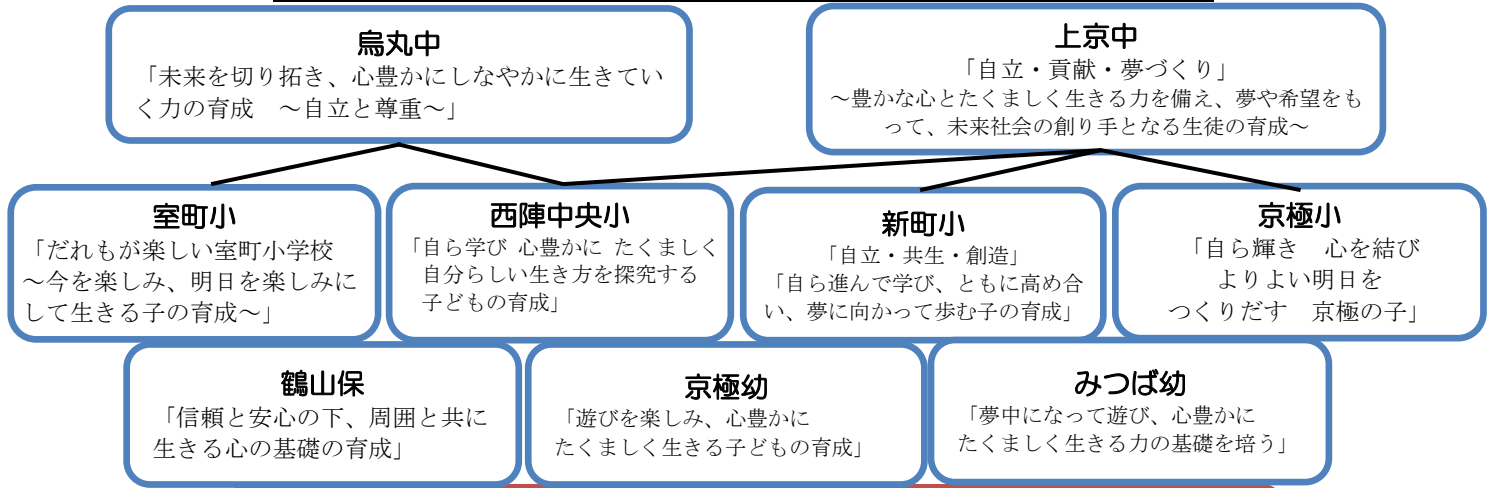 烏丸中
「未来を切り拓き、心豊かにしなやかに生きてい
く力の育成　～自立と尊重～」
上京中
「自立・貢献・夢づくり」
～豊かな心とたくましく生きる力を備え、夢や希望をも
って、未来社会の創り手となる生徒の育成～
室町小
「だれもが楽しい室町小学校
～今を楽しみ、明日を楽しみに
して生きる子の育成～」
西陣中央小
「自ら学び 心豊かに たくましく
自分らしい生き方を探究する
子どもの育成」
新町小
「自立・共生・創造」
「自ら進んで学び、ともに高め合
い、夢に向かって歩む子の育成」
京極小
「自ら輝き　心を結び
よりよい明日を
つくりだす　京極の子」
鶴山保
「信頼と安心の下、周囲と共に
生きる心の基礎の育成」
京極幼
「遊びを楽しみ、心豊かに
たくましく生きる子どもの育成」
みつば幼
「夢中になって遊び、心豊かに
たくましく生きる力の基礎を培う」